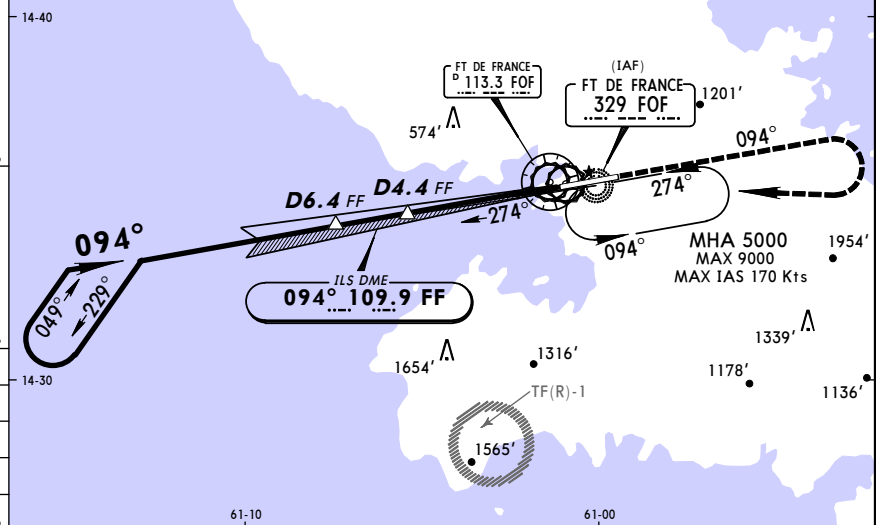 14-40
FT DE FRANCE
D 113.3 FOF
(IAF)
FT DE FRANCE
329 FOF
1201'
574'
094°
D6.4 FF
D4.4 FF
274°
274°
094°
094°
MHA 5000
MAX 9000
MAX IAS 170 Kts
1954'
049°
229°
ILS DME
094° 109.9 FF
1339'
1654'
1316'
14-30
1178'
1136'
TF(R)-1
1565'
61-10
61-00